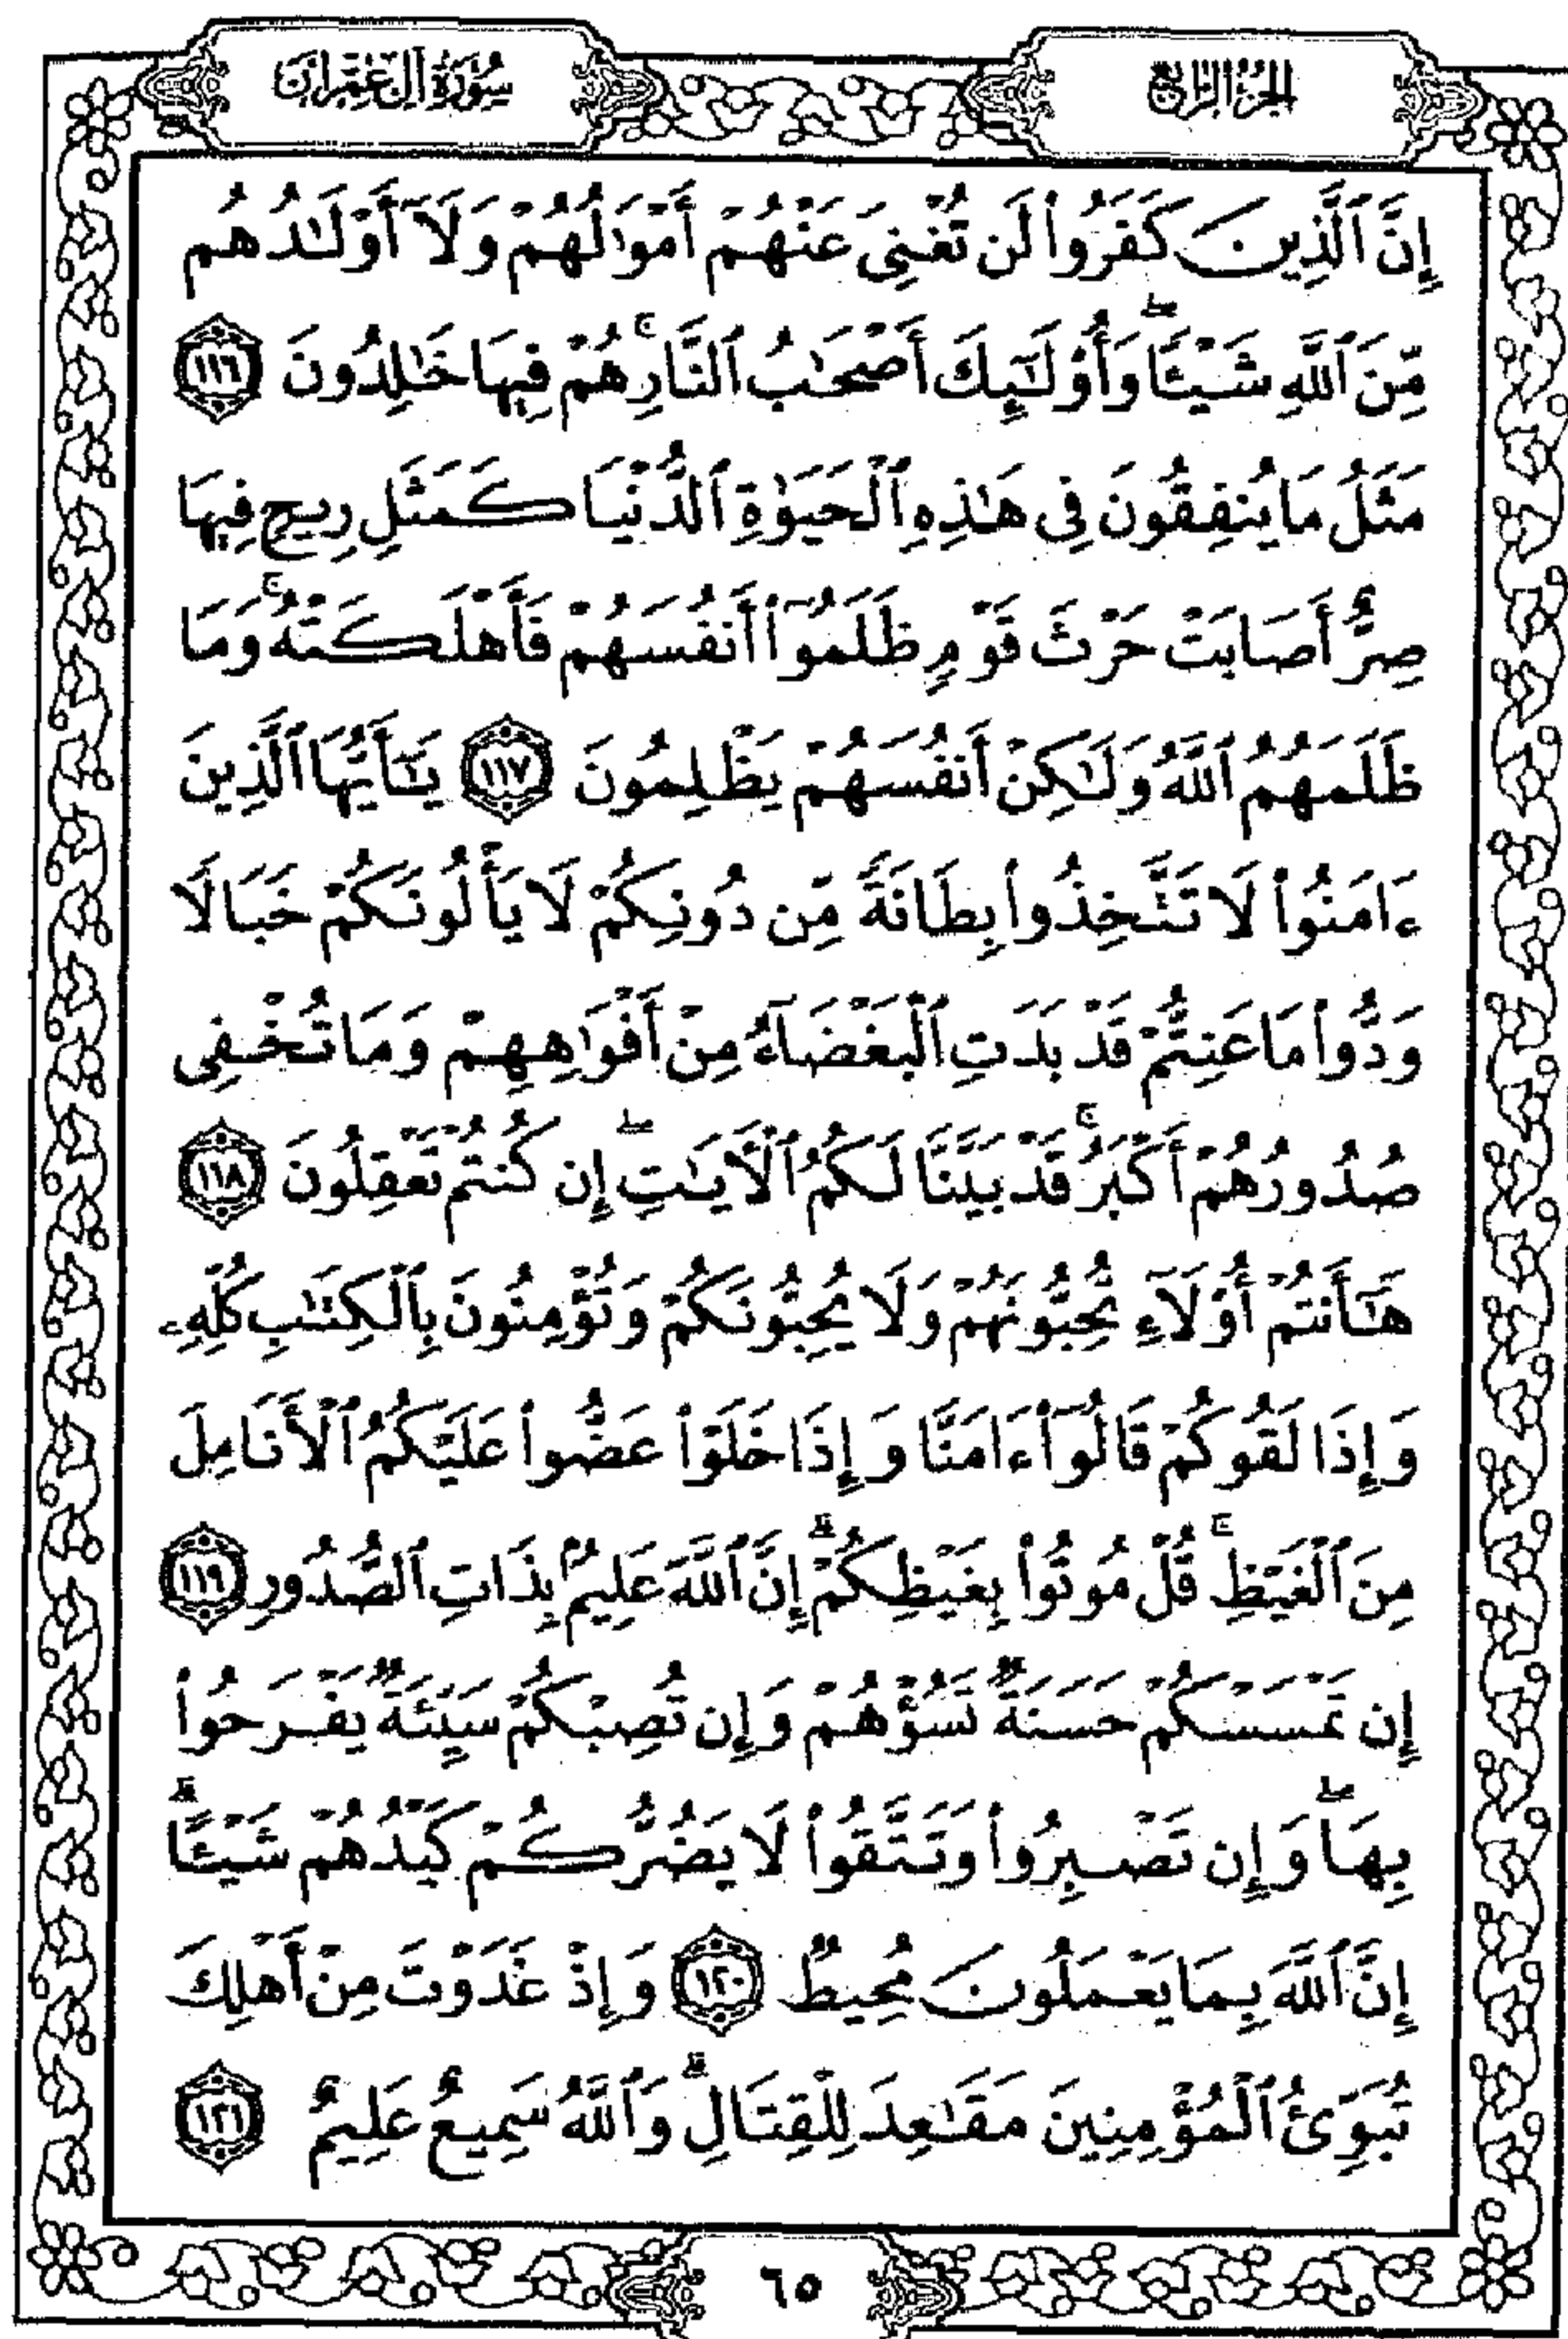 الجزء الرابع
سورة آل عمران
إِنَّ ٱلَّذِينَ كَفَرُوا۟ لَن تُغْنِىَ عَنْهُمْ أَمْوَٰلُهُمْ وَلَآ أَوْلَـٰدُهُم
مِّنَ ٱللَّهِ شَيْـًٔا ۖ وَأُو۟لَـٰٓئِكَ أَصْحَـٰبُ ٱلنَّارِ ۚ هُمْ فِيهَا خَـٰلِدُونَ ١١٦
مَثَلُ مَا يُنفِقُونَ فِى هَـٰذِهِ ٱلْحَيَوٰةِ ٱلدُّنْيَا كَمَثَلِ رِيحٍ فِيهَا
صِرٌّ أَصَابَتْ حَرْثَ قَوْمٍ ظَلَمُوٓا۟ أَنفُسَهُمْ فَأَهْلَكَتْهُ ۚ وَمَا
ظَلَمَهُمُ ٱللَّهُ وَلَـٰكِنْ أَنفُسَهُمْ يَظْلِمُونَ ١١٧ يَـٰٓأَيُّهَا ٱلَّذِينَ
ءَامَنُوا۟ لَا تَتَّخِذُوا۟ بِطَانَةً مِّن دُونِكُمْ لَا يَأْلُونَكُمْ خَبَالًا
وَدُّوا۟ مَا عَنِتُّمْ قَدْ بَدَتِ ٱلْبَغْضَآءُ مِنْ أَفْوَٰهِهِمْ وَمَا تُخْفِى
صُدُورُهُمْ أَكْبَرُ ۚ قَدْ بَيَّنَّا لَكُمُ ٱلْـَٔايَـٰتِ ۖ إِن كُنتُمْ تَعْقِلُونَ ١١٨
هَـٰٓأَنتُمْ أُو۟لَآءِ تُحِبُّونَهُمْ وَلَا يُحِبُّونَكُمْ وَتُؤْمِنُونَ بِٱلْكِتَـٰبِ كُلِّهِۦ
وَإِذَا لَقُوكُمْ قَالُوٓا۟ ءَامَنَّا وَإِذَا خَلَوْا۟ عَضُّوا۟ عَلَيْكُمُ ٱلْأَنَامِلَ
مِنَ ٱلْغَيْظِ ۚ قُلْ مُوتُوا۟ بِغَيْظِكُمْ ۗ إِنَّ ٱللَّهَ عَلِيمٌۢ بِذَاتِ ٱلصُّدُورِ ١١٩
إِن تَمْسَسْكُمْ حَسَنَةٌ تَسُؤْهُمْ وَإِن تُصِبْكُمْ سَيِّئَةٌ يَفْرَحُوا۟
بِهَا ۖ وَإِن تَصْبِرُوا۟ وَتَتَّقُوا۟ لَا يَضُرُّكُمْ كَيْدُهُمْ شَيْـًٔا ۗ
إِنَّ ٱللَّهَ بِمَا يَعْمَلُونَ مُحِيطٌ ١٢٠ وَإِذْ غَدَوْتَ مِنْ أَهْلِكَ
تُبَوِّئُ ٱلْمُؤْمِنِينَ مَقَـٰعِدَ لِلْقِتَالِ ۗ وَٱللَّهُ سَمِيعٌ عَلِيمٌ ١٢١
٦٥